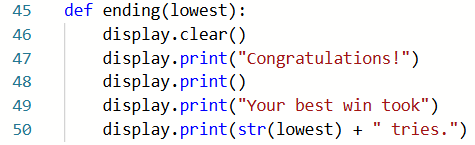 45 def ending(lowest):
46     display.clear()
47     display.print("Congratulations!")
48     display.print()
49     display.print("Your best win took")
50     display.print(str(lowest) + " tries.")